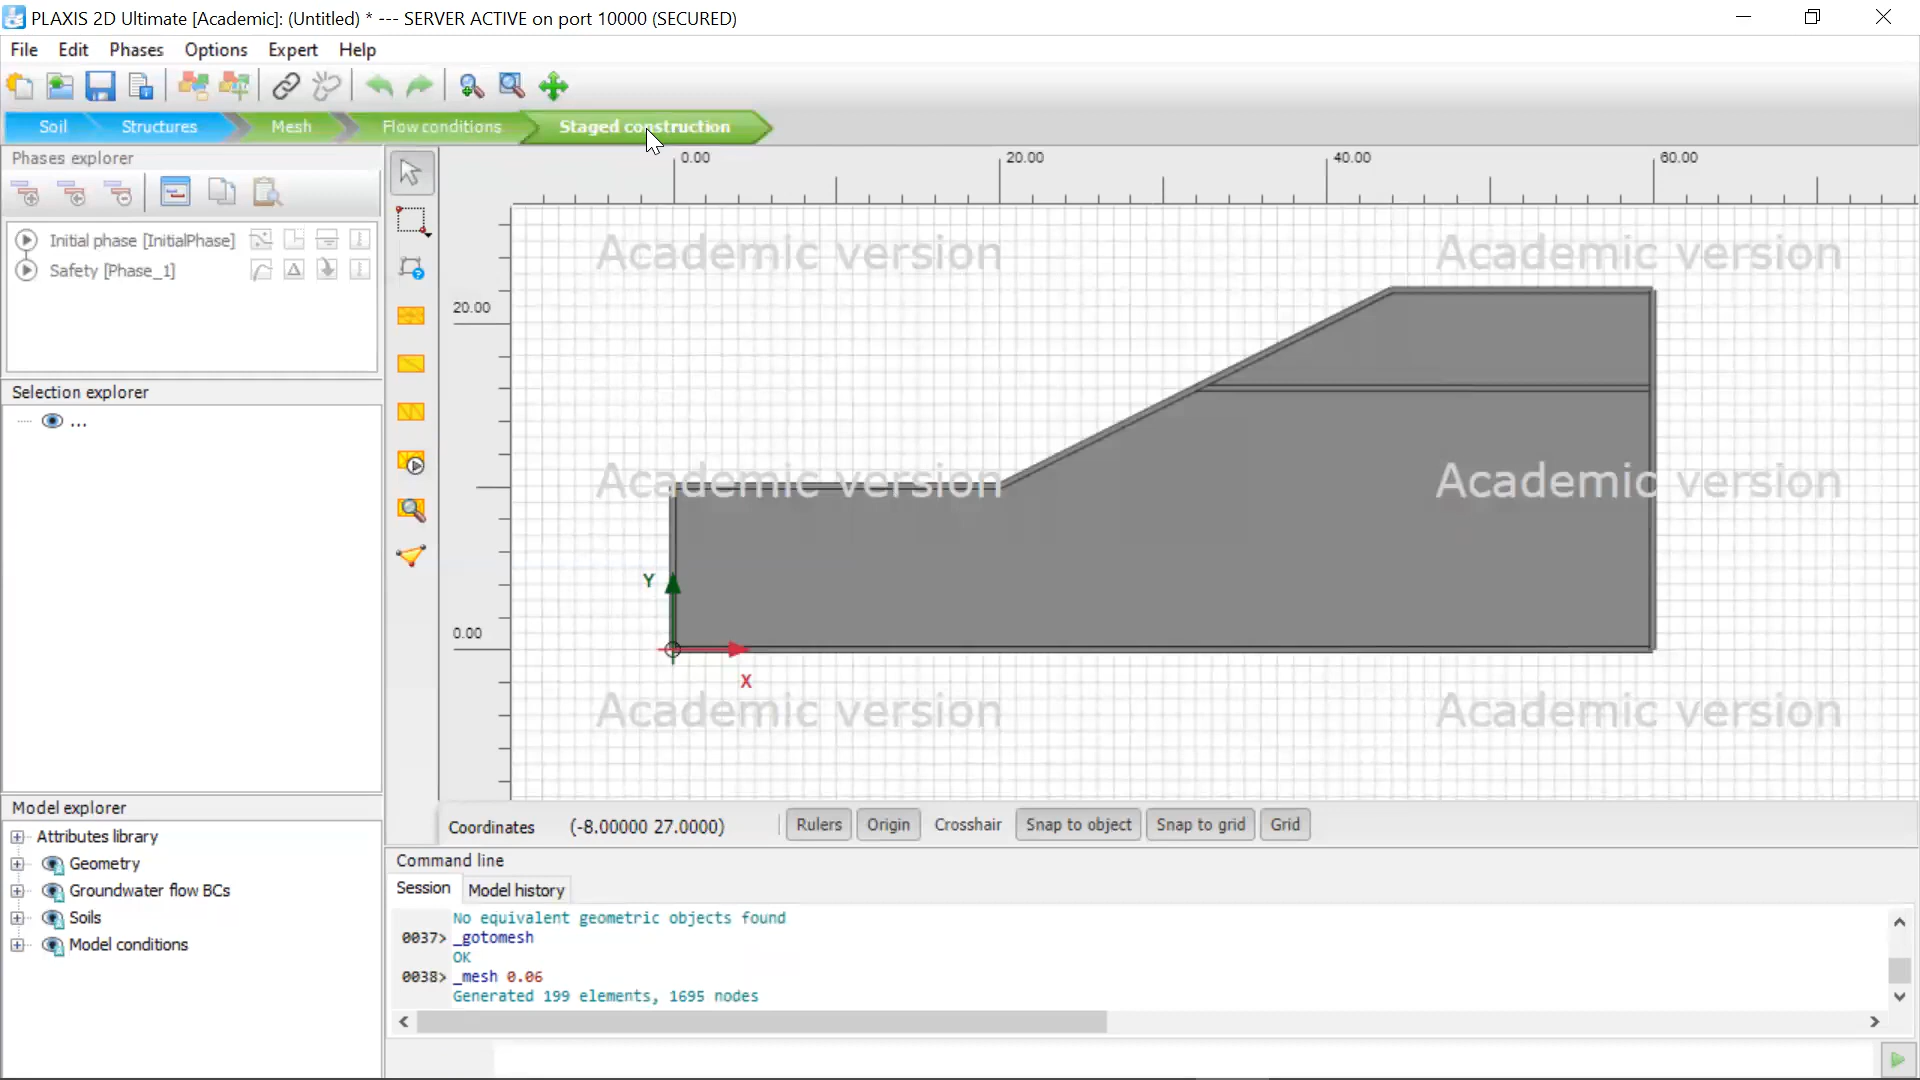 PLAXIS 2D Ultimate [Academic]: (Untitled) * --- SERVER ACTIVE on port 10000 (SECURED)
File Edit Phases Options Expert Help
Soil Structures Mesh Flow conditions Staged construction
Phases explorer
Initial phase [InitialPhase]
Safety [Phase_1]
Selection explorer
...
Model explorer
Attributes library
Geometry
Groundwater flow BCs
Soils
Model conditions
0.00 20.00 40.00 60.00
Academic version Academic version
20.00
Academic version Academic version
Y
0.00
X
Academic version Academic version
Coordinates (-8.00000 27.0000) Rulers Origin Crosshair Snap to object Snap to grid Grid
Command line
Session Model history
No equivalent geometric objects found
0037> _gotomesh
OK
0038> _mesh 0.06
Generated 199 elements, 1695 nodes